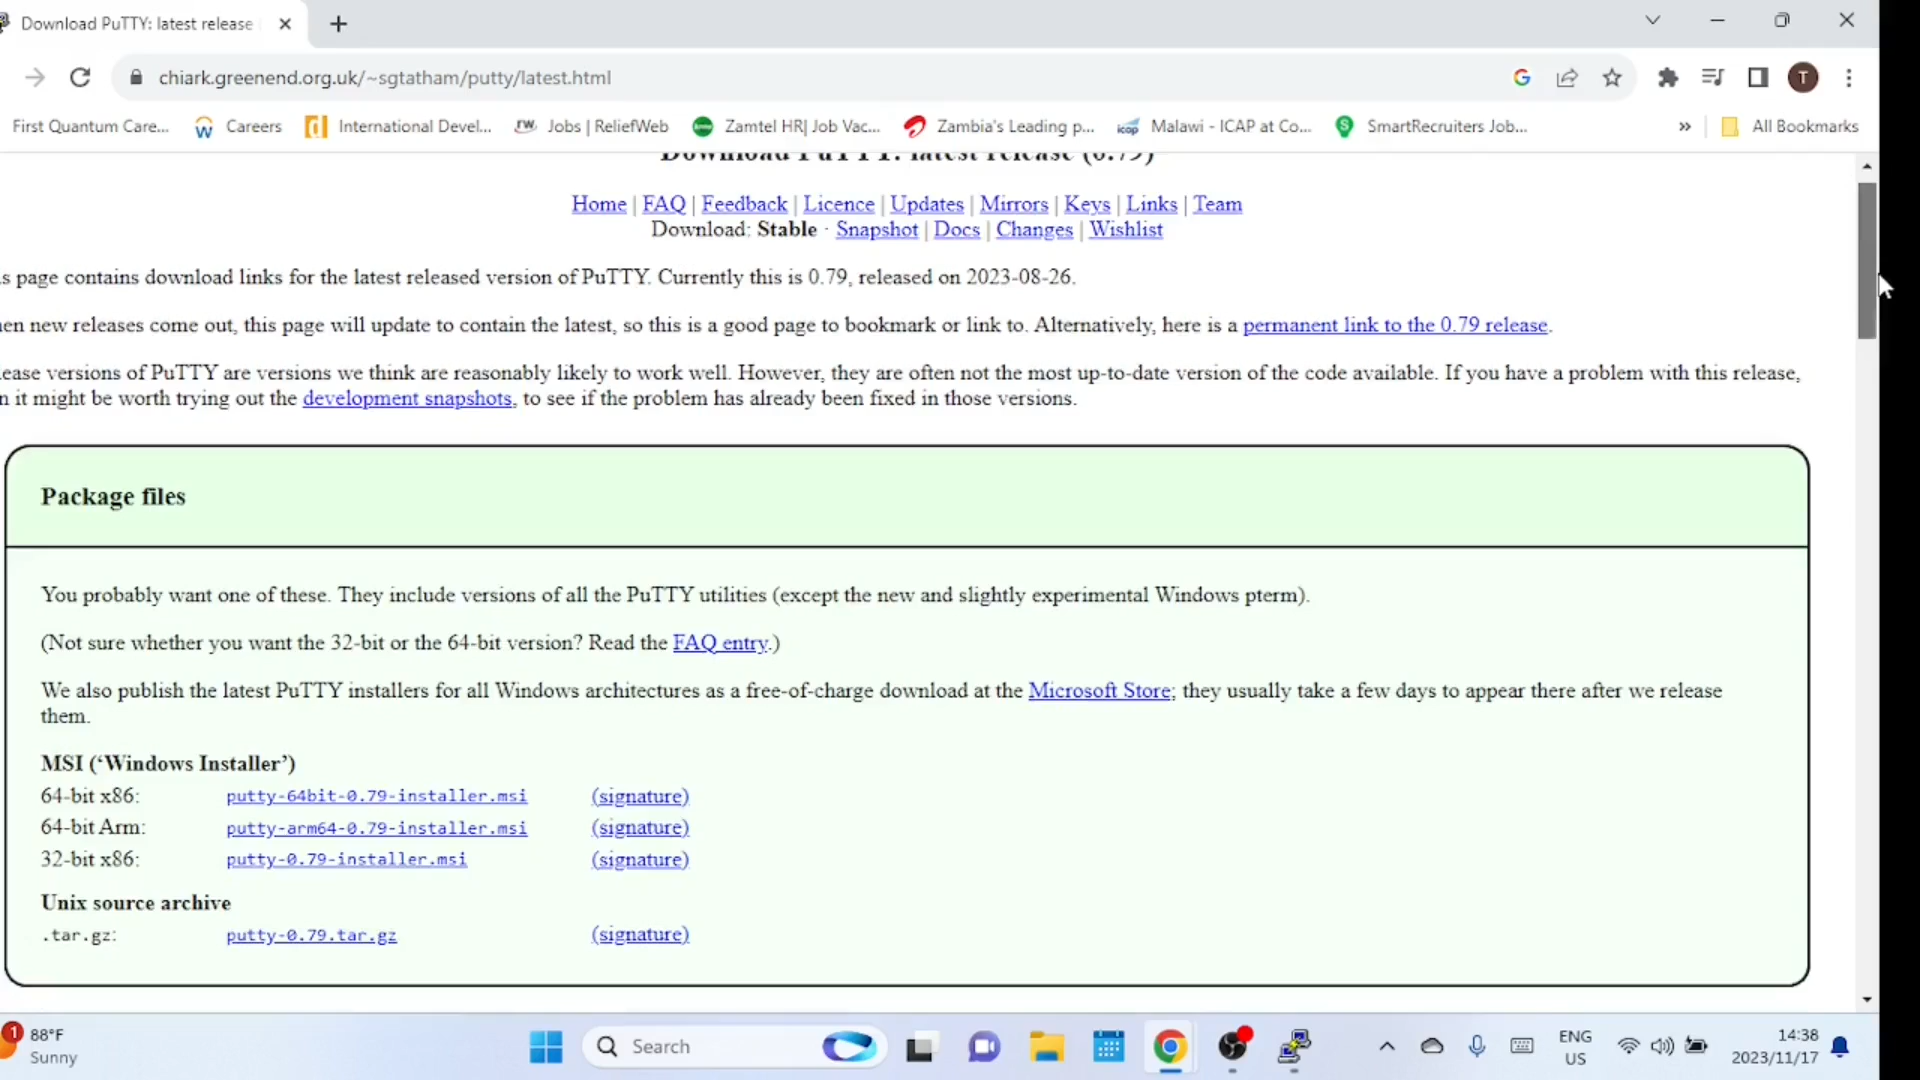 Download PuTTY: latest release
chiark.greenend.org.uk/~sgtatham/putty/latest.html
T
First Quantum Care...
Careers
International Devel...
Jobs | ReliefWeb
Zamtel HR| Job Vac...
Zambia's Leading p...
Malawi - ICAP at Co...
SmartRecruiters Job...
»
All Bookmarks
Download PuTTY: latest release (0.79)
Home | FAQ | Feedback | Licence | Updates | Mirrors | Keys | Links | Team
Download: Stable · Snapshot | Docs | Changes | Wishlist
s page contains download links for the latest released version of PuTTY. Currently this is 0.79, released on 2023-08-26.
en new releases come out, this page will update to contain the latest, so this is a good page to bookmark or link to. Alternatively, here is a permanent link to the 0.79 release.
ease versions of PuTTY are versions we think are reasonably likely to work well. However, they are often not the most up-to-date version of the code available. If you have a problem with this release,
n it might be worth trying out the development snapshots, to see if the problem has already been fixed in those versions.
Package files
You probably want one of these. They include versions of all the PuTTY utilities (except the new and slightly experimental Windows pterm).
(Not sure whether you want the 32-bit or the 64-bit version? Read the FAQ entry.)
We also publish the latest PuTTY installers for all Windows architectures as a free-of-charge download at the Microsoft Store; they usually take a few days to appear there after we release
them.
MSI (‘Windows Installer’)
64-bit x86: putty-64bit-0.79-installer.msi (signature)
64-bit Arm: putty-arm64-0.79-installer.msi (signature)
32-bit x86: putty-0.79-installer.msi (signature)
Unix source archive
.tar.gz: putty-0.79.tar.gz (signature)
1
88°F
Sunny
Search
ENG
US
14:38
2023/11/17